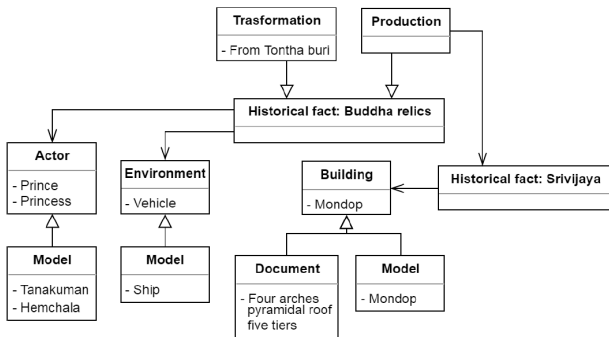 Trasformation
- From Tontha buri
Production
Historical fact: Buddha relics
Actor
- Prince
- Princess
Environment
- Vehicle
Building
- Mondop
Historical fact: Srivijaya
Model
- Tanakuman
- Hemchala
Model
- Ship
Document
- Four arches
pyramidal roof
five tiers
Model
- Mondop